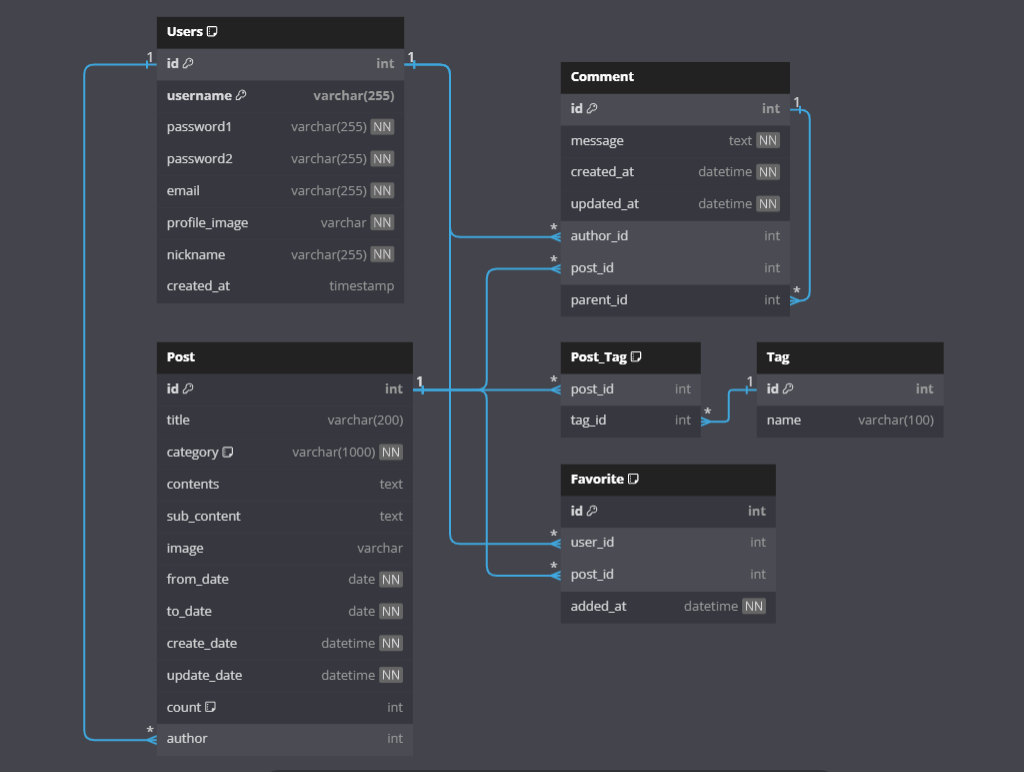 Users
1 id int 1
username varchar(255)
password1 varchar(255) NN
password2 varchar(255) NN
email varchar(255) NN
profile_image varchar NN
nickname varchar(255) NN
created_at timestamp
Post
id int 1
title varchar(200)
category varchar(1000) NN
contents text
sub_content text
image varchar
from_date date NN
to_date date NN
create_date datetime NN
update_date datetime NN
count int
* author int
Comment
id int 1
message text NN
created_at datetime NN
updated_at datetime NN
* author_id int
* post_id int
parent_id int *
Post_Tag
* post_id int
tag_id int *
Tag
1 id int
name varchar(100)
Favorite
id int
* user_id int
* post_id int
added_at datetime NN